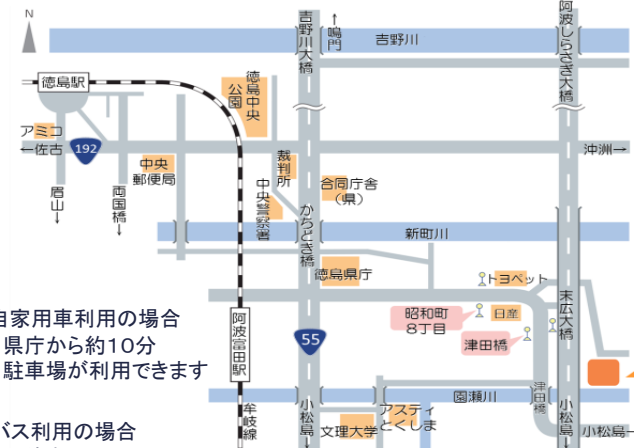 N
吉野川大橋
↑鳴門
吉野川
阿波しらさぎ大橋
徳島駅
徳島中央
公園
アミコ
←佐古
192
沖洲→
中央
郵便局
裁判所
中央警察署
合同庁舎
(県)
眉山↓
両国橋↓
かちどき橋
新町川
徳島県庁
トヨペット
昭和町
8丁目
日産
津田橋
末広大橋
自家用車利用の場合
県庁から約10分
駐車場が利用できます
阿波富田駅
55
園瀬川
津田橋
牟岐線
小松島↓
アスティ
とくしま
文理大学
小松島
小松島→
バス利用の場合